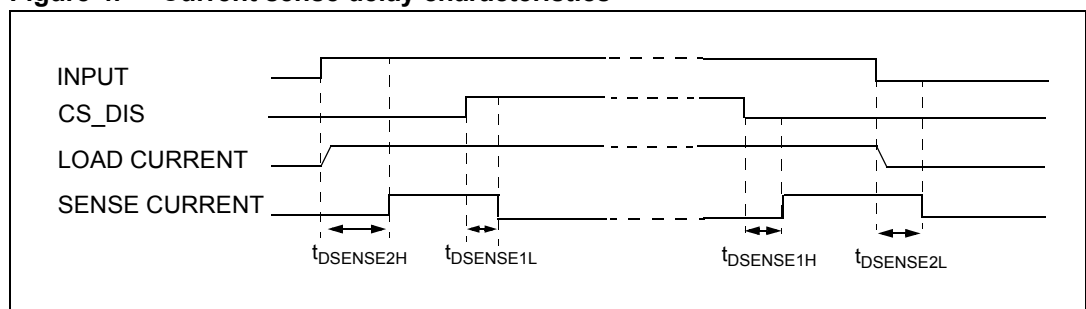 INPUT
CS_DIS
LOAD CURRENT
SENSE CURRENT
tDSENSE2H
tDSENSE1L
tDSENSE1H
tDSENSE2L